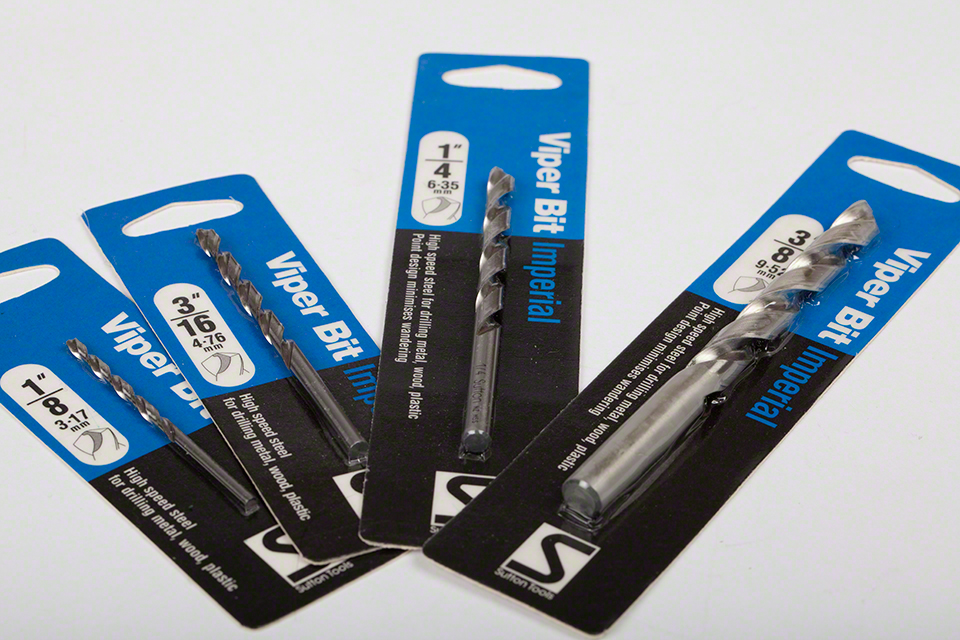 1"
8
3-17
mm
Viper
High speed steel
for drilling metal, wood, plastic
3"
16
4-76
mm
Viper Bit
High speed steel
for drilling metal, wood, plastic
Sutton Tools
1"
4
6-35
mm
Viper Bit Imperial
High speed steel for drilling metal, wood, plastic
Point design minimises wandering
3
8
mm
Viper Bit Imperial
High speed steel for drilling metal, wood, plastic
Point design minimises wandering
Sutton Tools